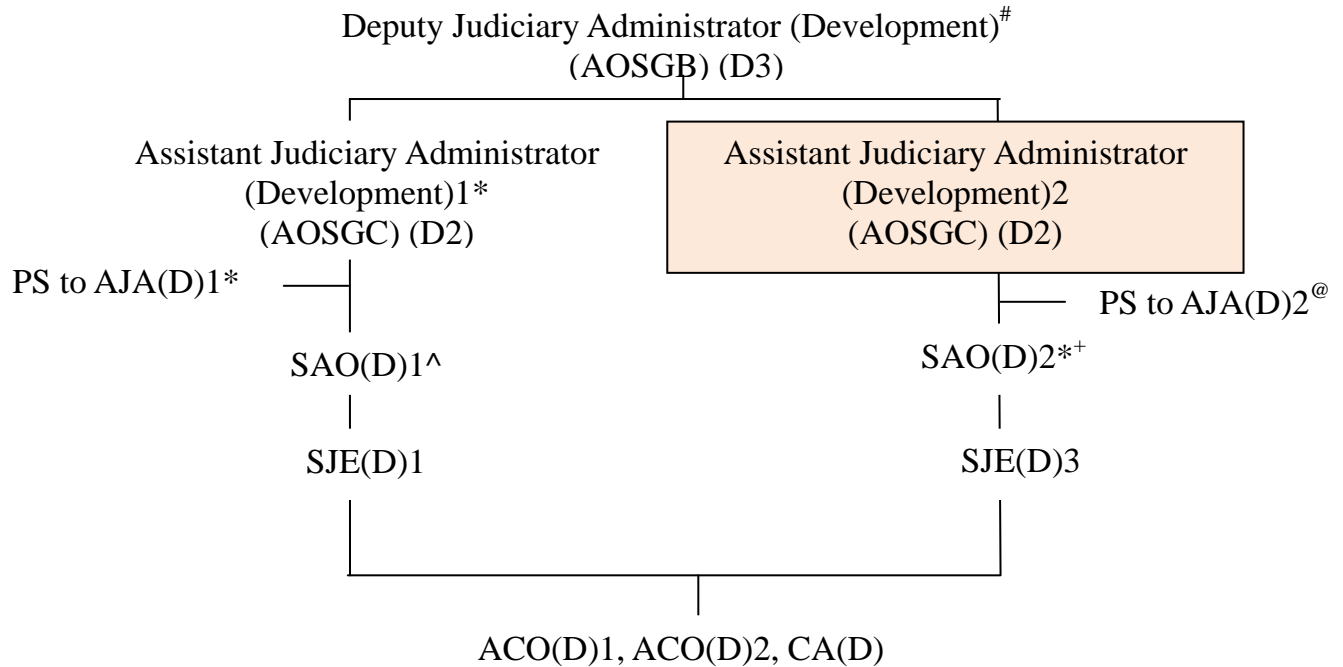 Deputy Judiciary Administrator (Development)#
(AOSGB) (D3)
Assistant Judiciary Administrator
(Development)1*
(AOSGC) (D2)
Assistant Judiciary Administrator
(Development)2
(AOSGC) (D2)
PS to AJA(D)1*
PS to AJA(D)2@
SAO(D)1^
SAO(D)2*+
SJE(D)1
SJE(D)3
ACO(D)1, ACO(D)2, CA(D)